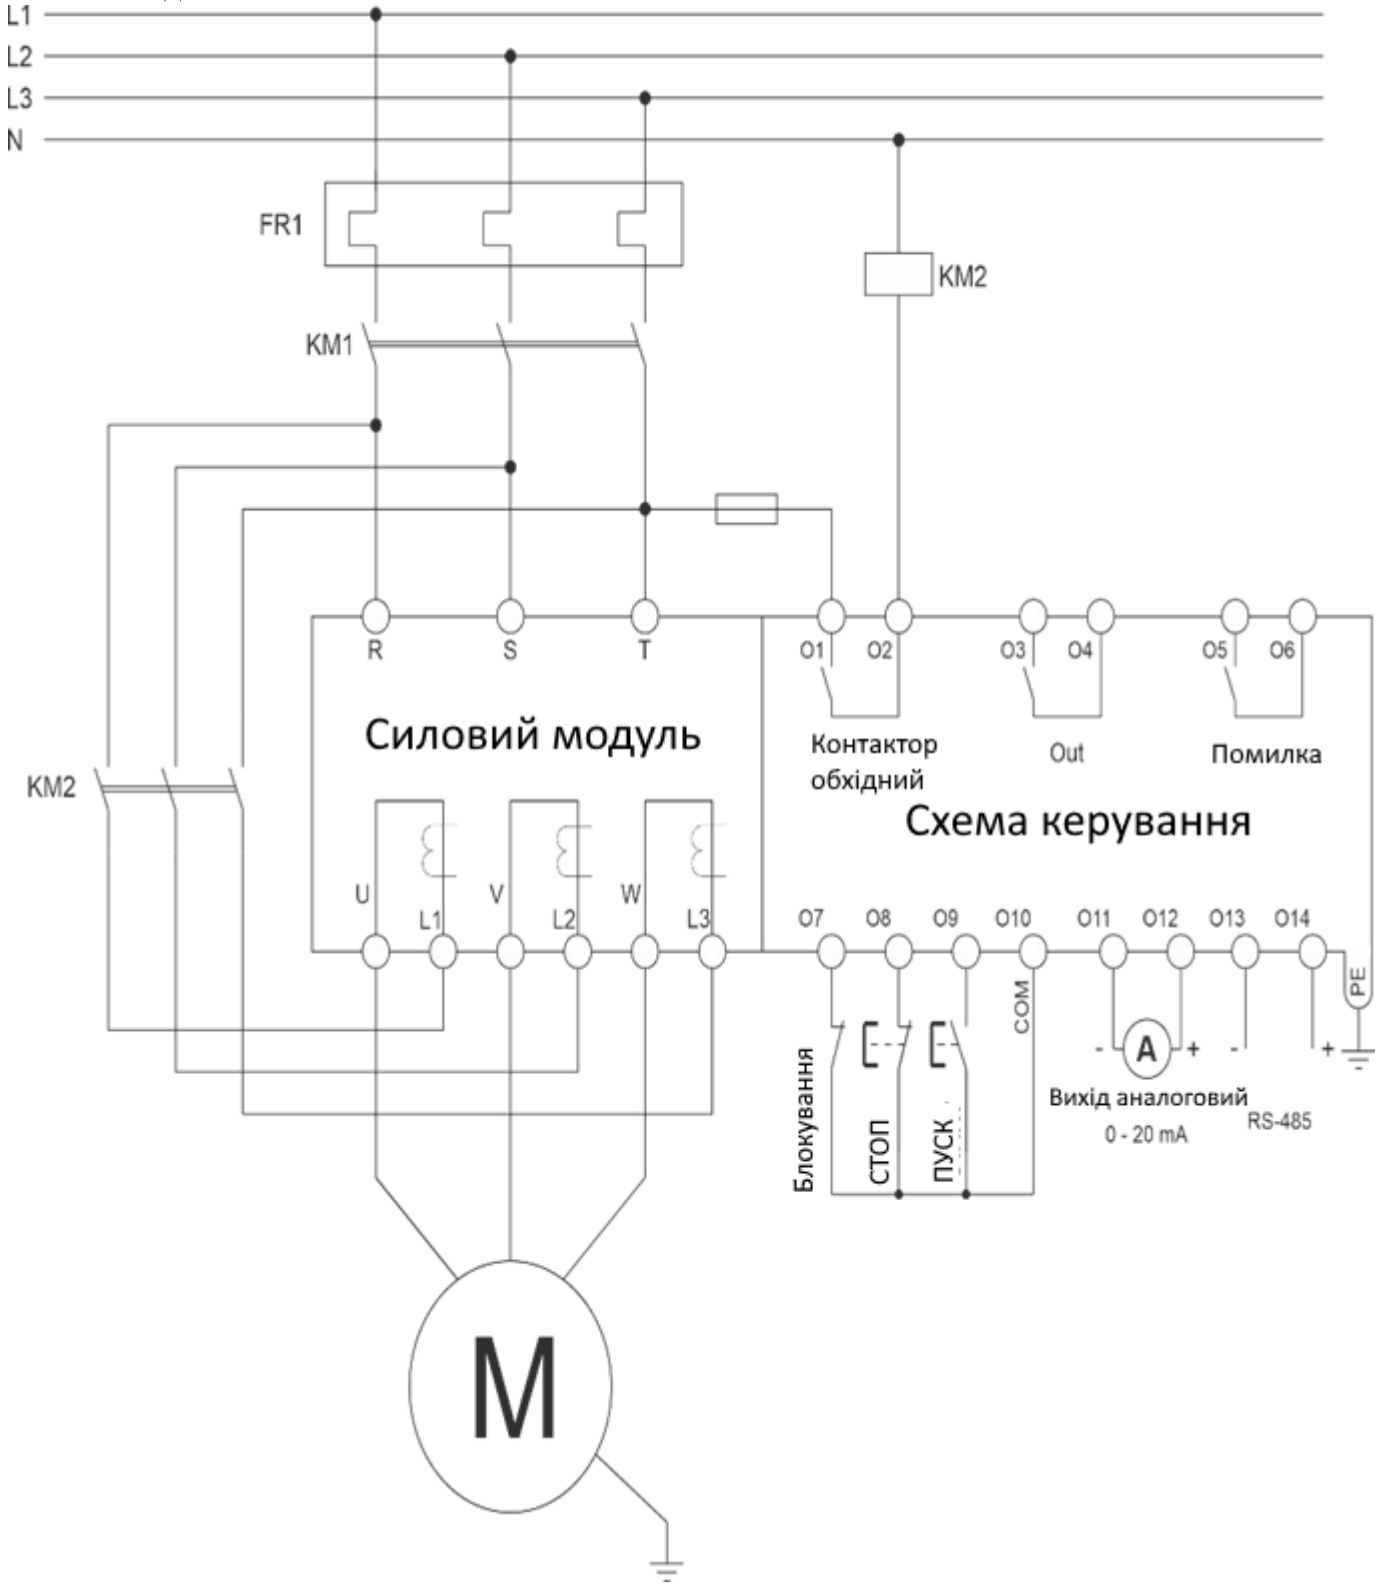 L1
L2
L3
N
FR1
KM2
KM1
R
S
T
O1
O2
O3
O4
O5
O6
Силовий модуль
Контактор
обхідний
Out
Помилка
KM2
Схема керування
U
L1
V
L2
W
L3
O7
O8
O9
O10
O11
O12
O13
O14
COM
PE
- A +
- +
Блокування
СТОП
ПУСК
Вихід аналоговий
0 - 20 mA
RS-485
M